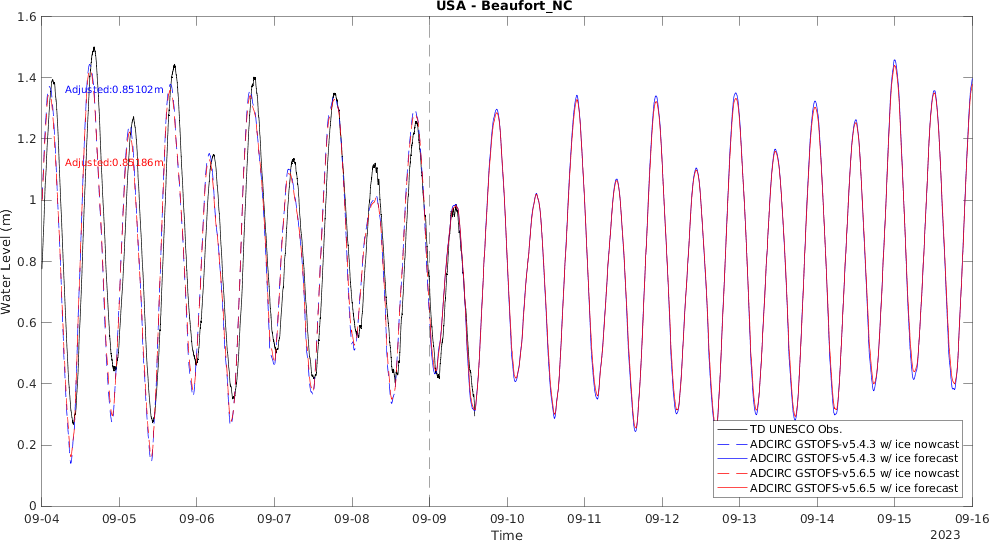 USA - Beaufort_NC
1.6
1.4
1.2
1
0.8
0.6
0.4
0.2
0
Water Level (m)
Adjusted:0.85102m
Adjusted:0.85186m
TD UNESCO Obs.
ADCIRC GSTOFS-v5.4.3 w/ ice nowcast
ADCIRC GSTOFS-v5.4.3 w/ ice forecast
ADCIRC GSTOFS-v5.6.5 w/ ice nowcast
ADCIRC GSTOFS-v5.6.5 w/ ice forecast
09-04 09-05 09-06 09-07 09-08 09-09 09-10 09-11 09-12 09-13 09-14 09-15 09-16
Time
2023